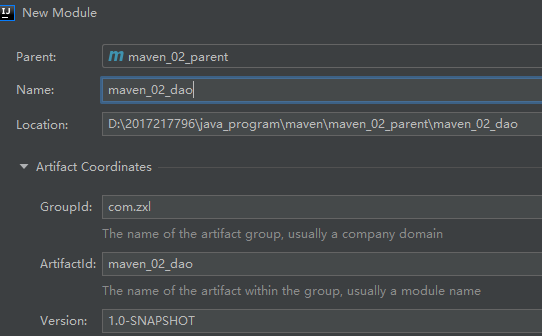 IJ New Module
Parent: m maven_02_parent
Name: maven_02_dao
Location: D:\2017217796\java_program\maven\maven_02_parent\maven_02_dao
Artifact Coordinates
GroupId: com.zxl
The name of the artifact group, usually a company domain
ArtifactId: maven_02_dao
The name of the artifact within the group, usually a module name
Version: 1.0-SNAPSHOT